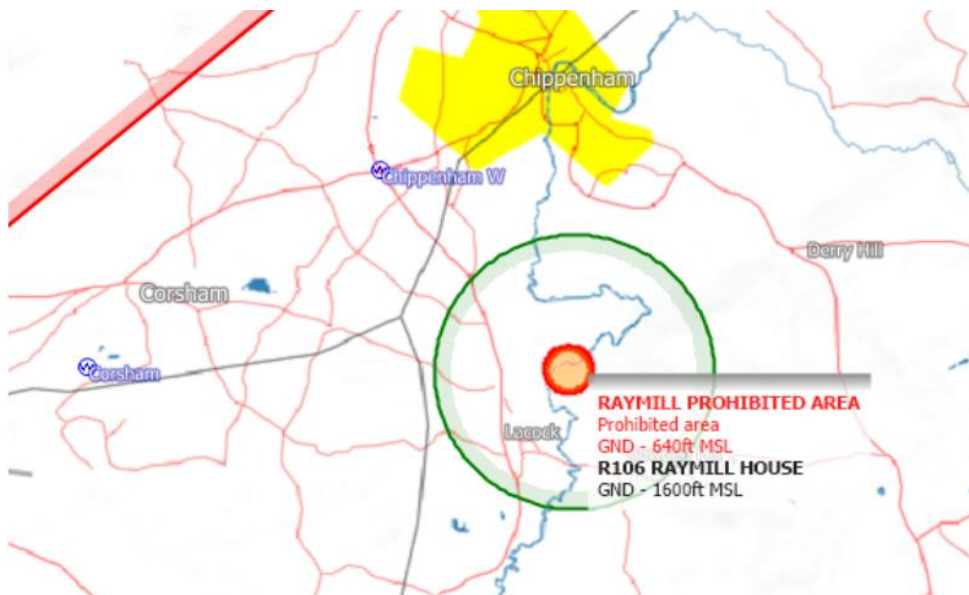 Chippenham
Chippenham W
Derry Hill
Corsham
Corsham
RAYMILL PROHIBITED AREA
Prohibited area
Lacock
GND - 640ft MSL
R106 RAYMILL HOUSE
GND - 1600ft MSL